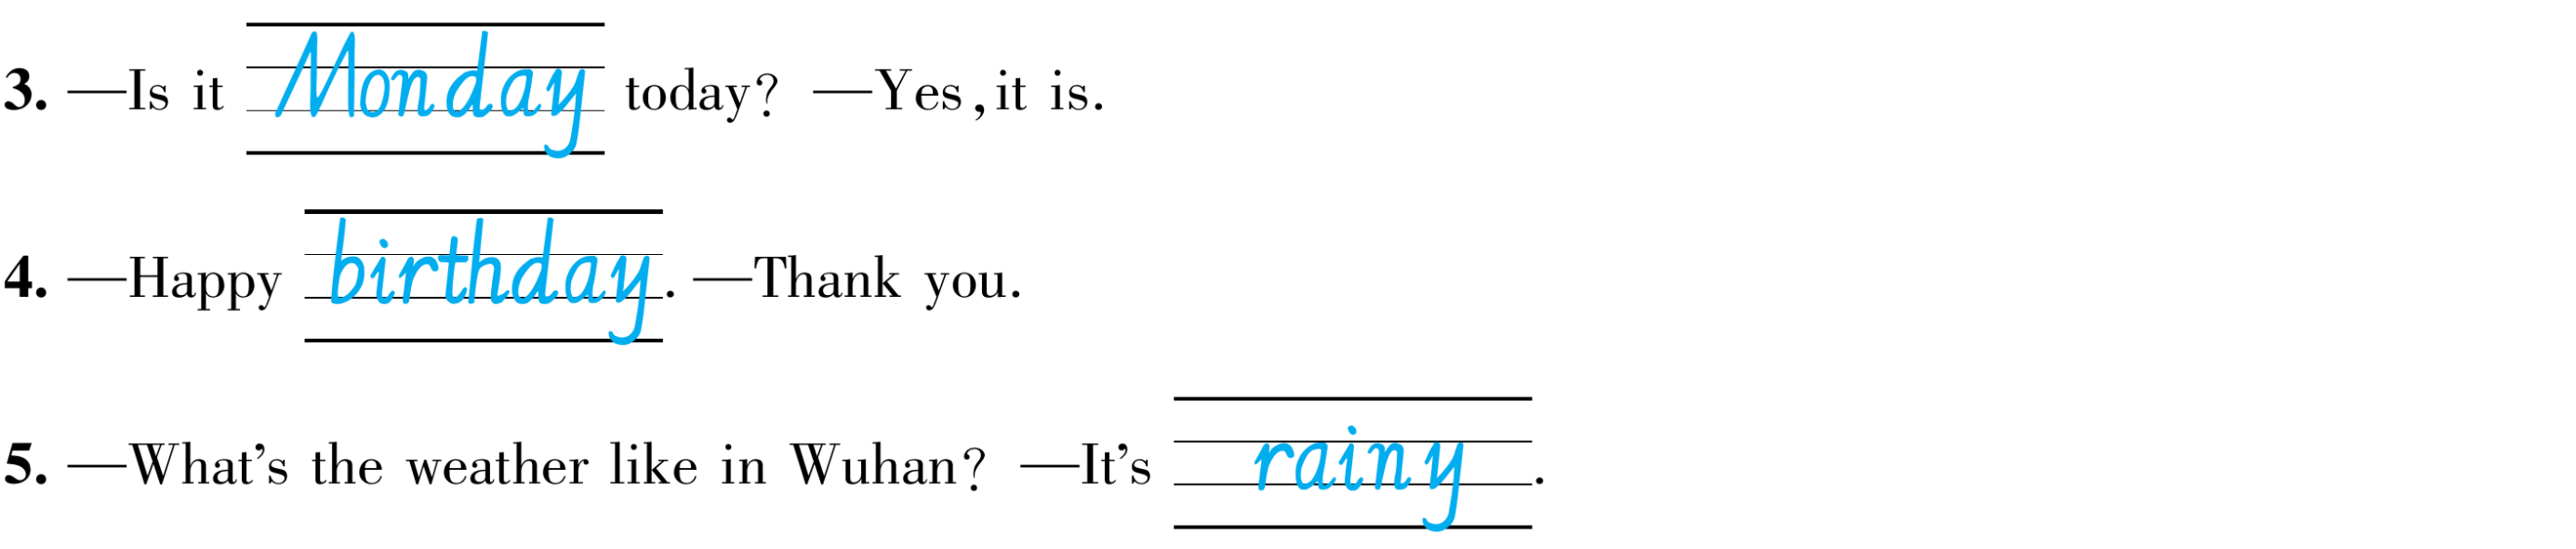 3. —Is it Monday today? —Yes,it is.
4. —Happy birthday. —Thank you.
5. —What's the weather like in Wuhan? —It's rainy.